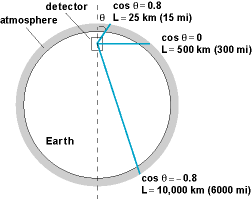 detector
atmosphere
θ
cos θ = 0.8
L = 25 km (15 mi)
cos θ = 0
L = 500 km (300 mi)
Earth
cos θ = – 0.8
L = 10,000 km (6000 mi)